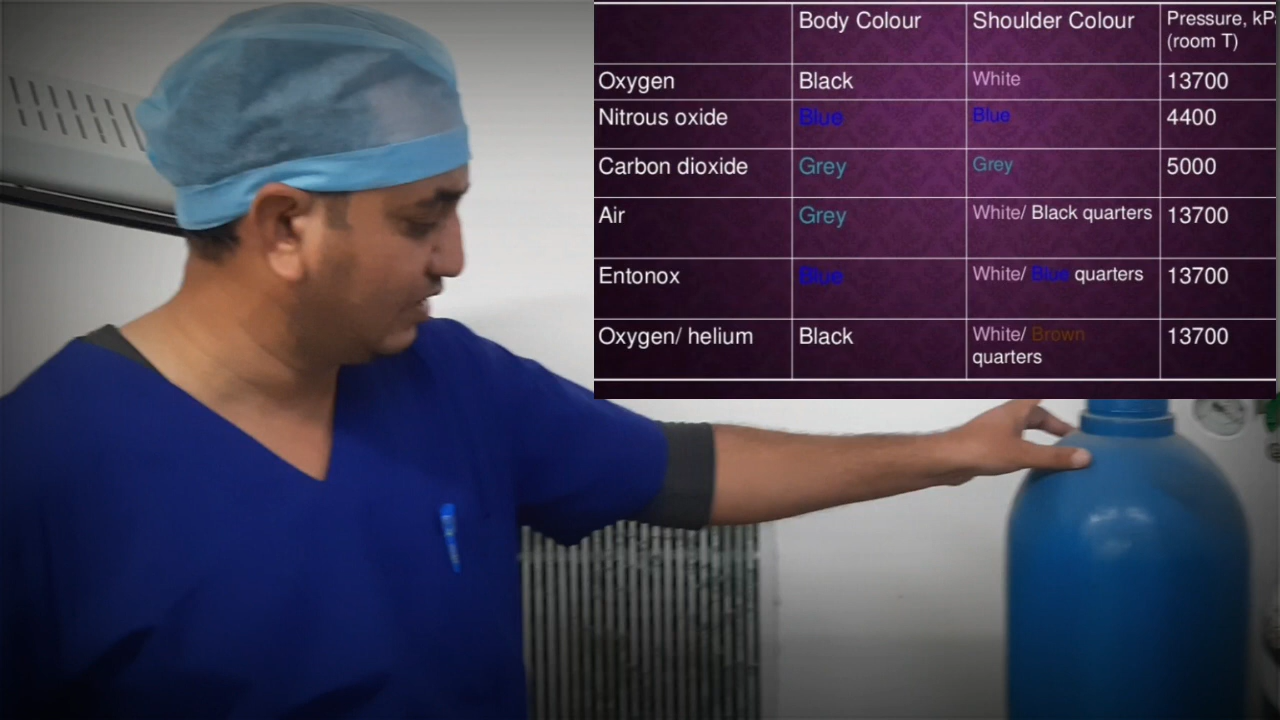 Body Colour Shoulder Colour Pressure, kP
(room T)
Oxygen Black White 13700
Nitrous oxide Blue Blue 4400
Carbon dioxide Grey Grey 5000
Air Grey White/ Black quarters 13700
Entonox Blue White/ Blue quarters 13700
Oxygen/ helium Black White/ Brown 13700
quarters